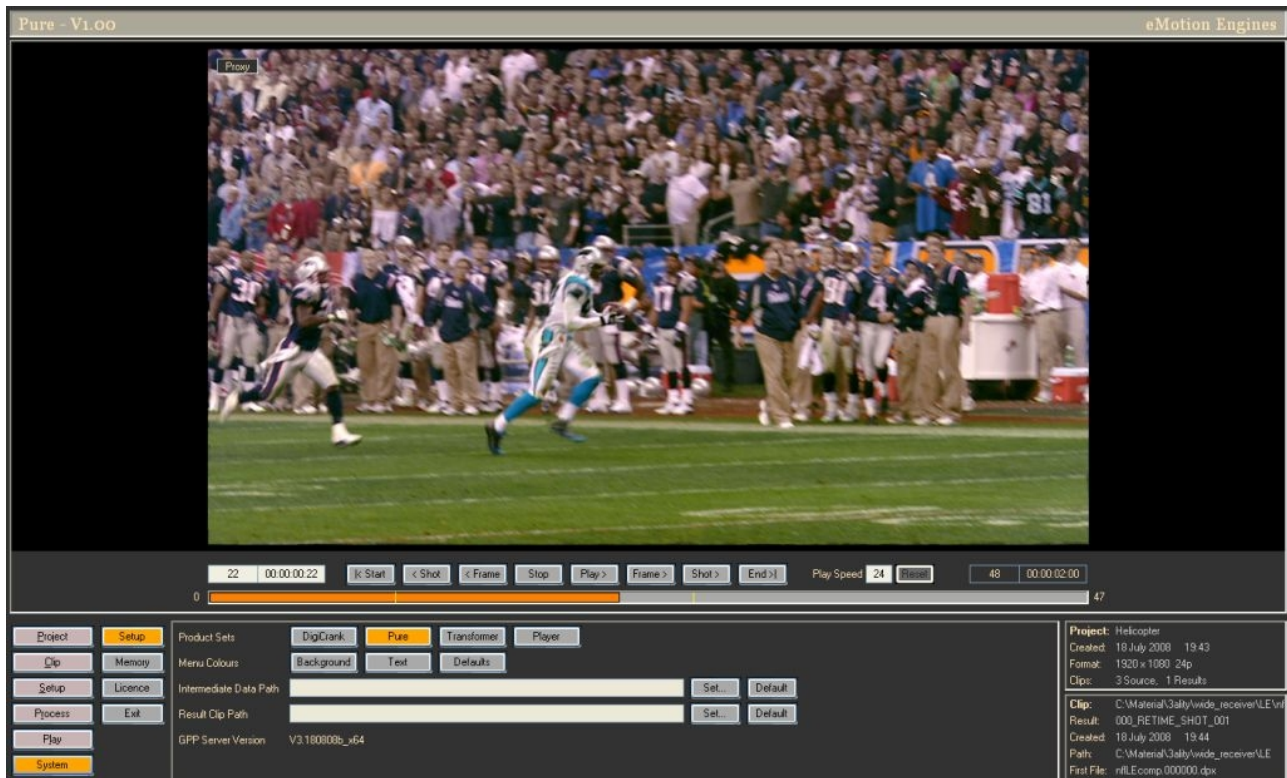 Pure - V1.00 eMotion Engines
Proxy
22 00:00:00:22 |< Start < Shot < Frame Stop Play > Frame > Shot > End >| Play Speed 24 Reset 48 00:00:02:00
0 47
Project Setup Product Sets DigiCrank Pure Transformer Player
Clip Memory Menu Colours Background Text Defaults
Setup Licence Intermediate Data Path Set... Default
Process Exit Result Clip Path Set... Default
Play GPP Server Version V3.180808b_x64
System
Project: Helicopter
Created: 18 July 2008 19:43
Format: 1920 x 1080 24p
Clips: 3 Source, 1 Results
Clip: C:\Material\3ality\wide_receiver\LE\nf
Result: 000_RETIME_SHOT_001
Created: 18 July 2008 19:44
Path: C:\Material\3ality\wide_receiver\LE
First File: nflLEcomp.000000.dpx